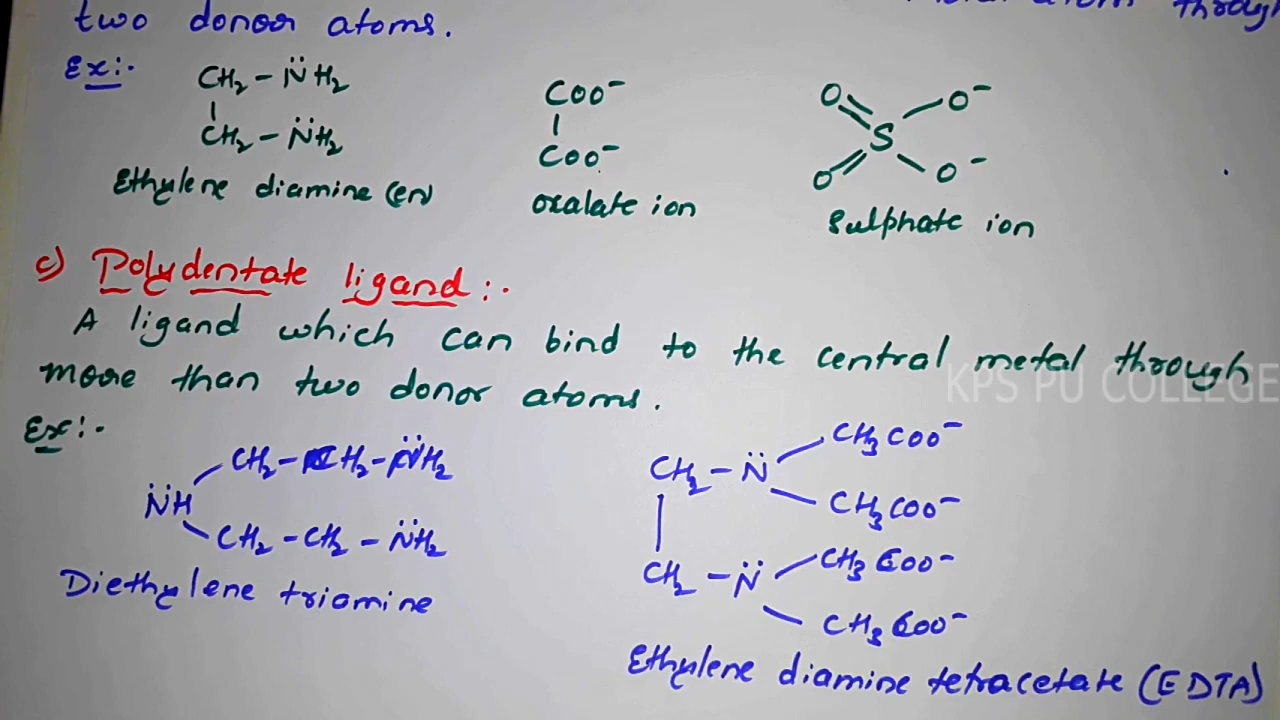 two donor atoms.
through
Ex:-
CH₂ – N̈H₂
CH₂ – N̈H₂
Ethylene diamine (en)
COO⁻
COO⁻
oxalate ion
O O⁻
S
O O⁻
Sulphate ion
c) Polydentate ligand :-
A ligand which can bind to the central metal through
more than two donor atoms.
KPS PU COLLEGE
Ex:-
CH₂ – CH₂ – N̈H₂
N̈H
CH₂ – CH₂ – N̈H₂
Diethylene triamine
CH₃COO⁻
CH₂ – N̈
CH₃COO⁻
CH₃COO⁻
CH₂ – N̈
CH₃COO⁻
Ethylene diamine tetracetate (EDTA)